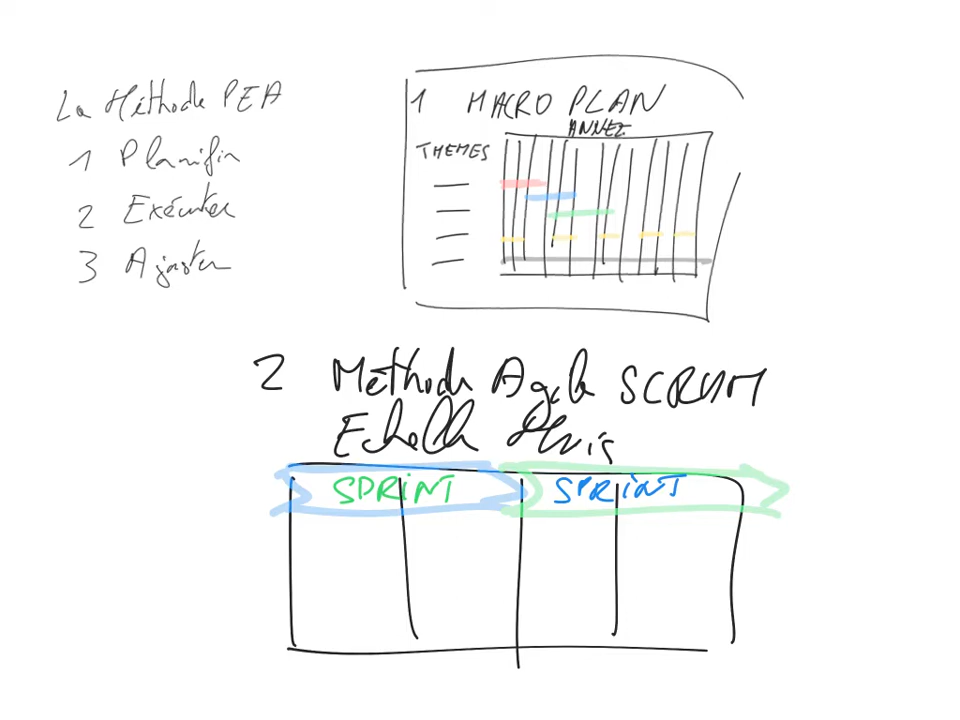 La Méthode PEA
1 Planifier
2 Exécuter
3 Ajuster
1 MACRO PLAN
ANNEE
THEMES
2 Méthode Agile SCRUM
Echelle Mois
SPRINT SPRINT